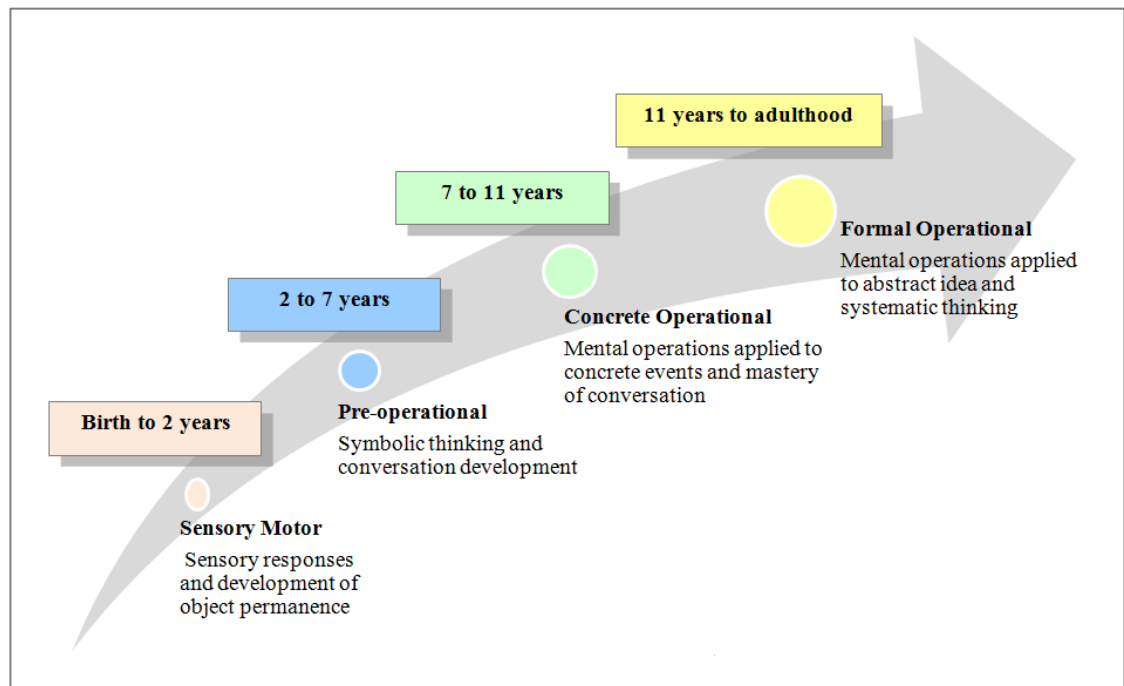 11 years to adulthood
7 to 11 years
Formal Operational
Mental operations applied
to abstract idea and
systematic thinking
2 to 7 years
Concrete Operational
Mental operations applied to
concrete events and mastery
of conversation
Birth to 2 years
Pre-operational
Symbolic thinking and
conversation development
Sensory Motor
Sensory responses
and development of
object permanence